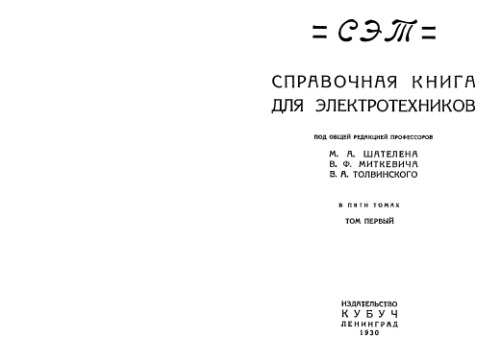 = СЭТ =
СПРАВОЧНАЯ КНИГА
ДЛЯ ЭЛЕКТРОТЕХНИКОВ
ПОД ОБЩЕЙ РЕДАКЦИЕЙ ПРОФЕССОРОВ
М. А. ШАТЕЛЕНА
В. Ф. МИТКЕВИЧА
В. А. ТОЛВИНСКОГО
В ПЯТИ ТОМАХ
ТОМ ПЕРВЫЙ
ИЗДАТЕЛЬСТВО
КУБУЧ
ЛЕНИНГРАД
1930